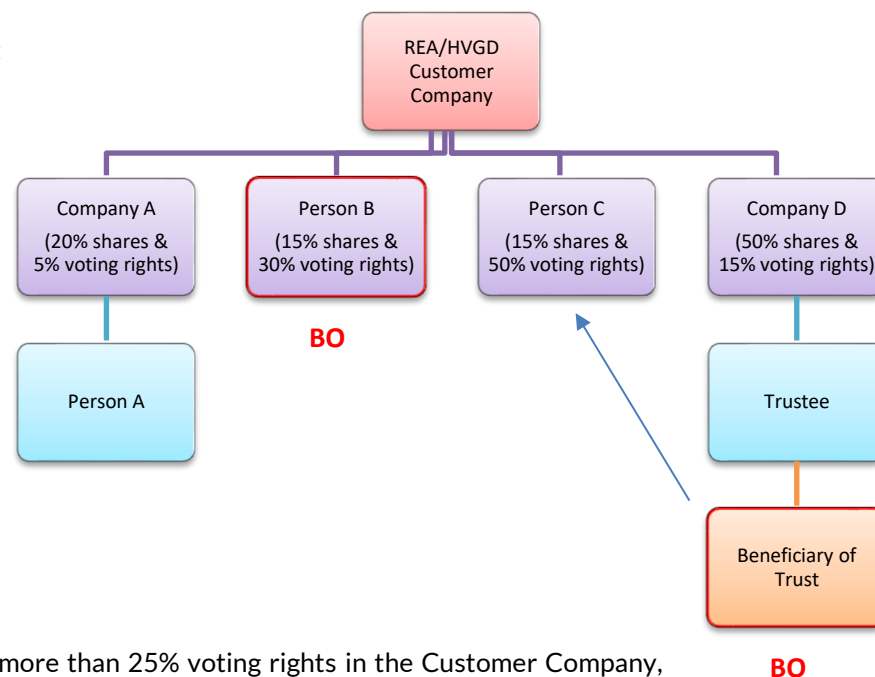 REA/HVGD
Customer
Company
Company A
(20% shares &
5% voting rights)
Person B
(15% shares &
30% voting rights)
Person C
(15% shares &
50% voting rights)
Company D
(50% shares &
15% voting rights)
BO
Person A
Trustee
Beneficiary of
Trust
more than 25% voting rights in the Customer Company,
BO